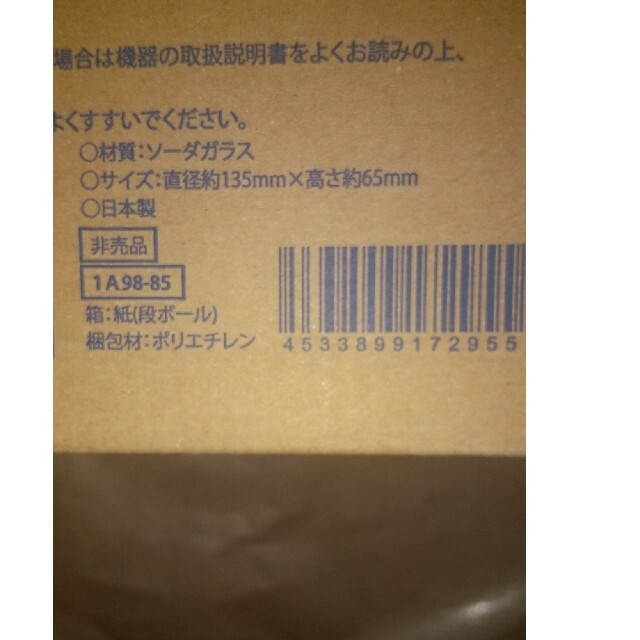 場合は機器の取扱説明書をよくお読みの上、
よくすすいでください。
○材質:ソーダガラス
○サイズ:直径約135mm×高さ約65mm
○日本製
非売品
1A98-85
箱:紙(段ボール)
梱包材:ポリエチレン
4533899172955